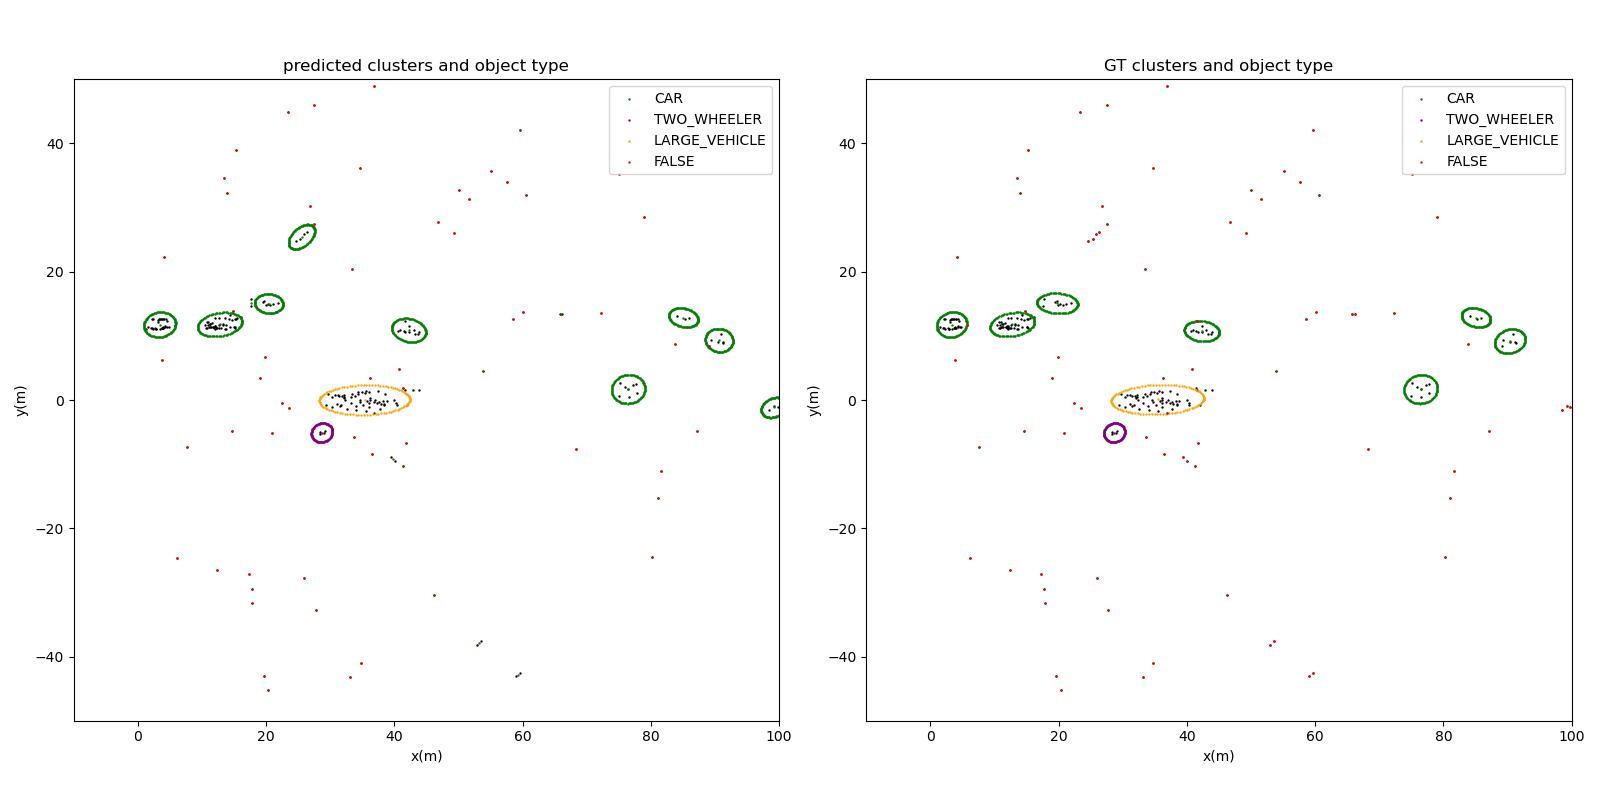 predicted clusters and object type
CAR
TWO_WHEELER
LARGE_VEHICLE
FALSE
40
20
0
−20
−40
y(m)
0 20 40 60 80 100
x(m)
GT clusters and object type
CAR
TWO_WHEELER
LARGE_VEHICLE
FALSE
40
20
0
−20
−40
y(m)
0 20 40 60 80 100
x(m)